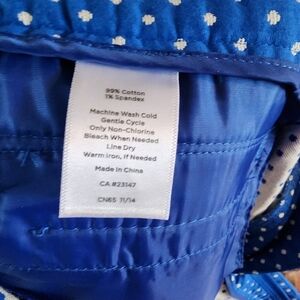 99% Cotton
1% Spandex
Machine Wash Cold
Gentle Cycle
Only Non-Chlorine
Bleach When Needed
Line Dry
Warm Iron, If Needed
Made In China
CA #23147
CN65 11/14